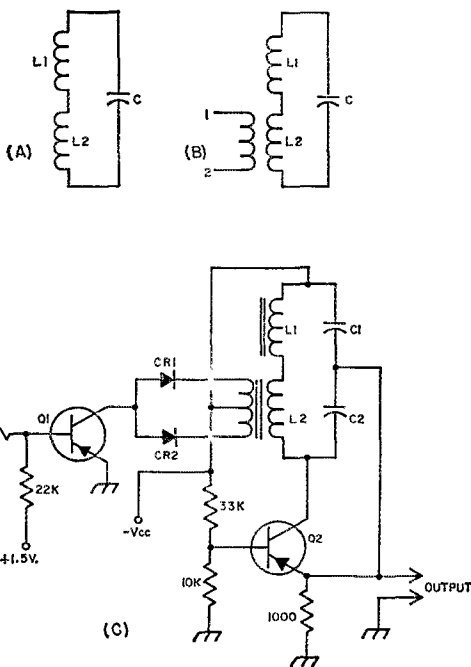 L1
C
L2
(A)
L1
C
1
L2
2
(B)
L1
C1
CR1
L2
C2
Q1
CR2
22K
-Vcc
33K
Q2
+1.5V.
10K
OUTPUT
1000
(C)